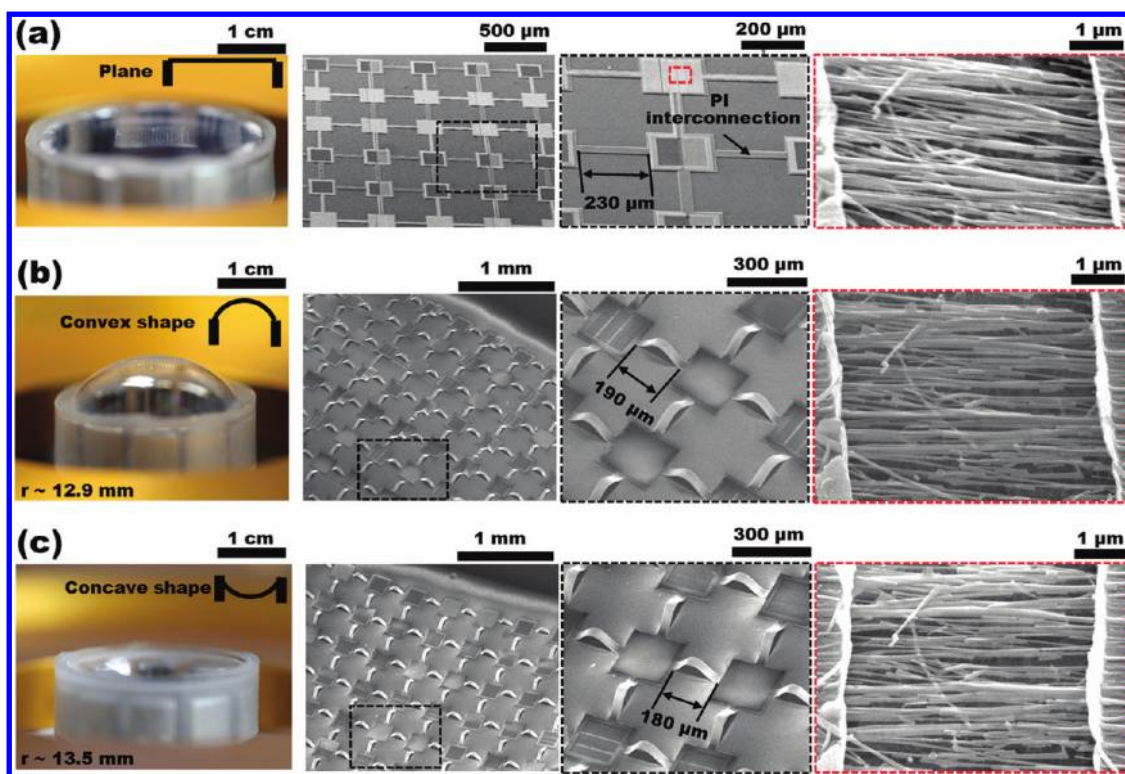 (a)
1 cm
500 µm
200 µm
1 µm
Plane
PI
interconnection
230 µm
(b)
1 cm
1 mm
300 µm
1 µm
Convex shape
190 µm
r ~ 12.9 mm
(c)
1 cm
1 mm
300 µm
1 µm
Concave shape
180 µm
r ~ 13.5 mm